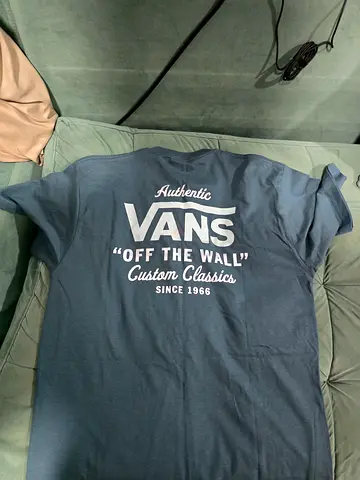 Authentic
VANS
"OFF THE WALL"
Custom Classics
SINCE 1966